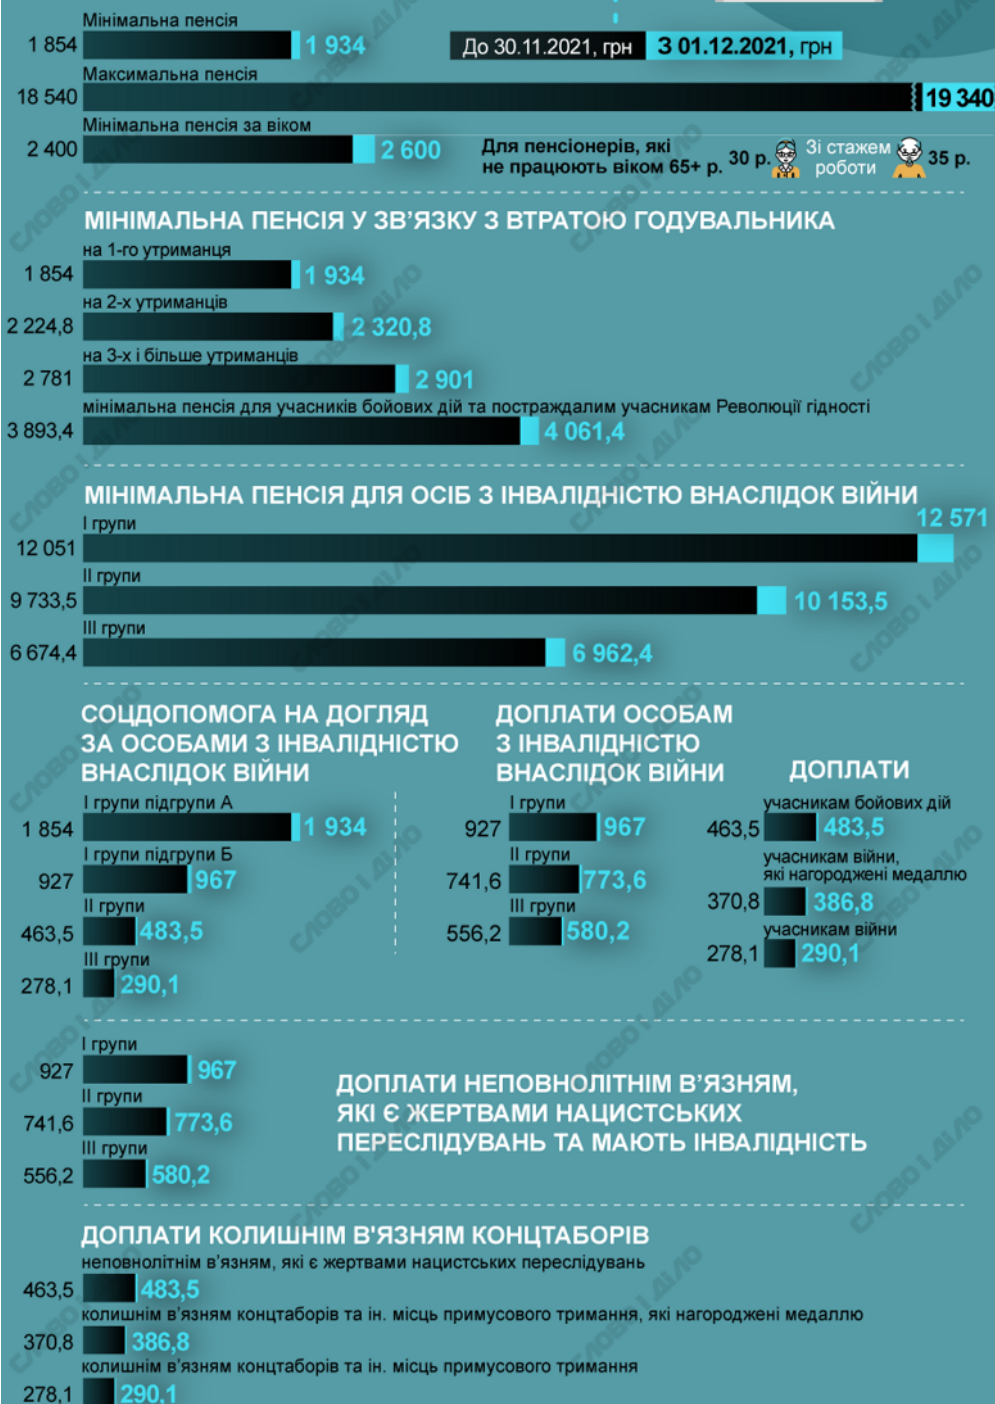 Мінімальна пенсія
1 854 1 934
До 30.11.2021, грн З 01.12.2021, грн
Максимальна пенсія
18 540 19 340
Мінімальна пенсія за віком
2 400 2 600
Для пенсіонерів, які
не працюють віком 65+ р. 30 р. Зі стажем
роботи 35 р.
МІНІМАЛЬНА ПЕНСІЯ У ЗВ’ЯЗКУ З ВТРАТОЮ ГОДУВАЛЬНИКА
на 1-го утриманця
1 854 1 934
на 2-х утриманців
2 224,8 2 320,8
на 3-х і більше утриманців
2 781 2 901
мінімальна пенсія для учасників бойових дій та постраждалим учасникам Революції гідності
3 893,4 4 061,4
МІНІМАЛЬНА ПЕНСІЯ ДЛЯ ОСІБ З ІНВАЛІДНІСТЮ ВНАСЛІДОК ВІЙНИ
І групи
12 051 12 571
ІІ групи
9 733,5 10 153,5
ІІІ групи
6 674,4 6 962,4
СОЦДОПОМОГА НА ДОГЛЯД
ЗА ОСОБАМИ З ІНВАЛІДНІСТЮ
ВНАСЛІДОК ВІЙНИ
І групи підгрупи А
1 854 1 934
І групи підгрупи Б
927 967
ІІ групи
463,5 483,5
ІІІ групи
278,1 290,1
ДОПЛАТИ ОСОБАМ
З ІНВАЛІДНІСТЮ
ВНАСЛІДОК ВІЙНИ
І групи
927 967
ІІ групи
741,6 773,6
ІІІ групи
556,2 580,2
ДОПЛАТИ
учасникам бойових дій
463,5 483,5
учасникам війни,
які нагороджені медаллю
370,8 386,8
учасникам війни
278,1 290,1
І групи
927 967
ІІ групи
741,6 773,6
ІІІ групи
556,2 580,2
ДОПЛАТИ НЕПОВНОЛІТНІМ В’ЯЗНЯМ,
ЯКІ Є ЖЕРТВАМИ НАЦИСТСЬКИХ
ПЕРЕСЛІДУВАНЬ ТА МАЮТЬ ІНВАЛІДНІСТЬ
ДОПЛАТИ КОЛИШНІМ В'ЯЗНЯМ КОНЦТАБОРІВ
неповнолітнім в’язням, які є жертвами нацистських переслідувань
463,5 483,5
колишнім в’язням концтаборів та ін. місць примусового тримання, які нагороджені медаллю
370,8 386,8
колишнім в’язням концтаборів та ін. місць примусового тримання
278,1 290,1
СЛОВО І ДІЛО